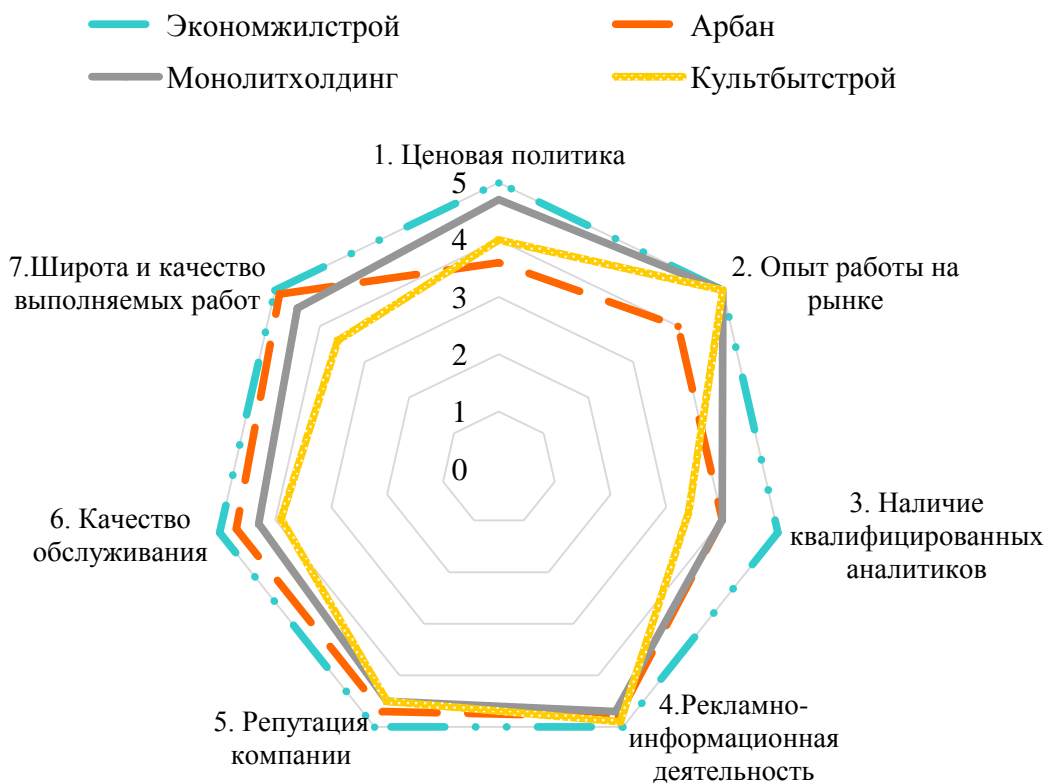 Экономжилстрой
Арбан
Монолитхолдинг
Культбытстрой
1. Ценовая политика
5
4
3
2
1
0
2. Опыт работы на
рынке
3. Наличие
квалифицированных
аналитиков
4.Рекламно-
информационная
деятельность
5. Репутация
компании
6. Качество
обслуживания
7.Широта и качество
выполняемых работ